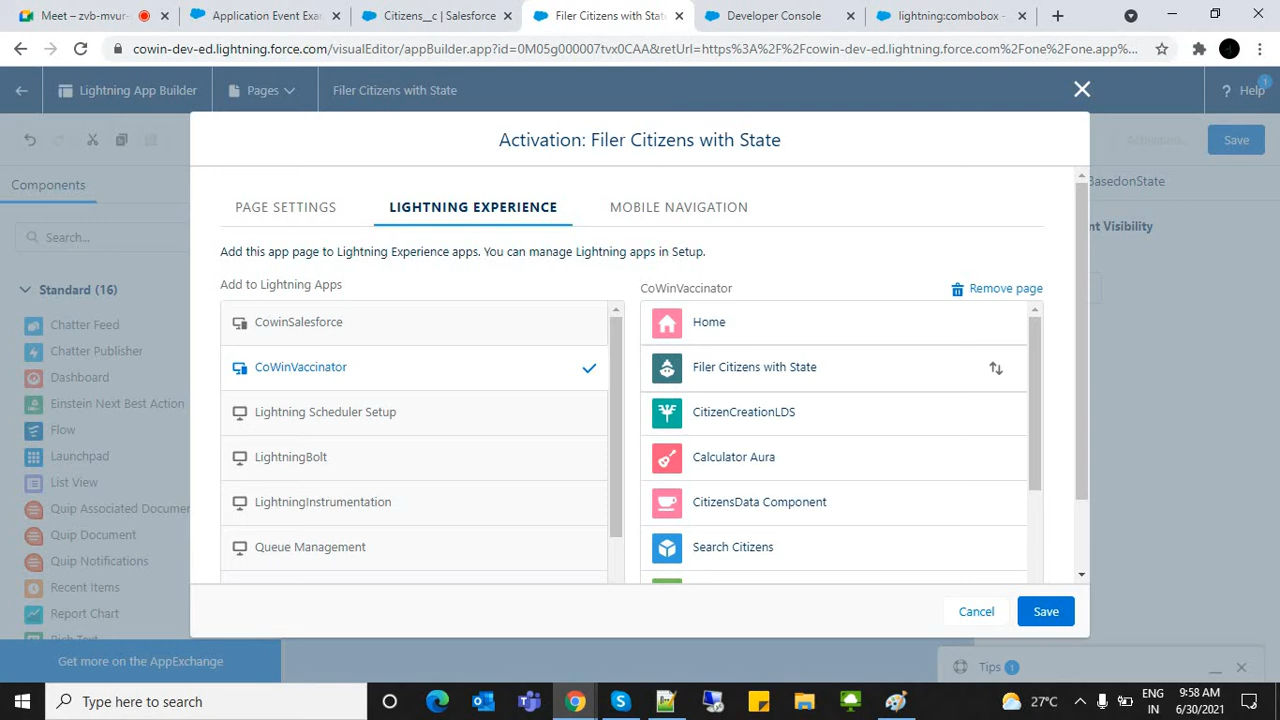 Meet – zvb-mvur-
Application Event Exar
Citizens__c | Salesforce
Filer Citizens with Stat
Developer Console
lightning:combobox -
cowin-dev-ed.lightning.force.com/visualEditor/appBuilder.app?id=0M05g000007tvx0CAA&retUrl=https%3A%2F%2Fcowin-dev-ed.lightning.force.com%2Fone%2Fone.app%...
Lightning App Builder
Pages
Filer Citizens with State
Help
1
Activation: Filer Citizens with State
Activation...
Save
Components
BasedonState
PAGE SETTINGS
LIGHTNING EXPERIENCE
MOBILE NAVIGATION
nt Visibility
Search...
Add this app page to Lightning Experience apps. You can manage Lightning apps in Setup.
Add to Lightning Apps
CoWinVaccinator
Remove page
Standard (16)
Chatter Feed
Chatter Publisher
Dashboard
Einstein Next Best Action
Flow
Launchpad
List View
Quip Associated Documen
Quip Document
Quip Notifications
Recent Items
Report Chart
Rich Text
CowinSalesforce
CoWinVaccinator
Lightning Scheduler Setup
LightningBolt
LightningInstrumentation
Queue Management
Home
Filer Citizens with State
CitizenCreationLDS
Calculator Aura
CitizensData Component
Search Citizens
Cancel
Save
Get more on the AppExchange
Tips 1
Type here to search
27°C
ENG
IN
9:58 AM
6/30/2021